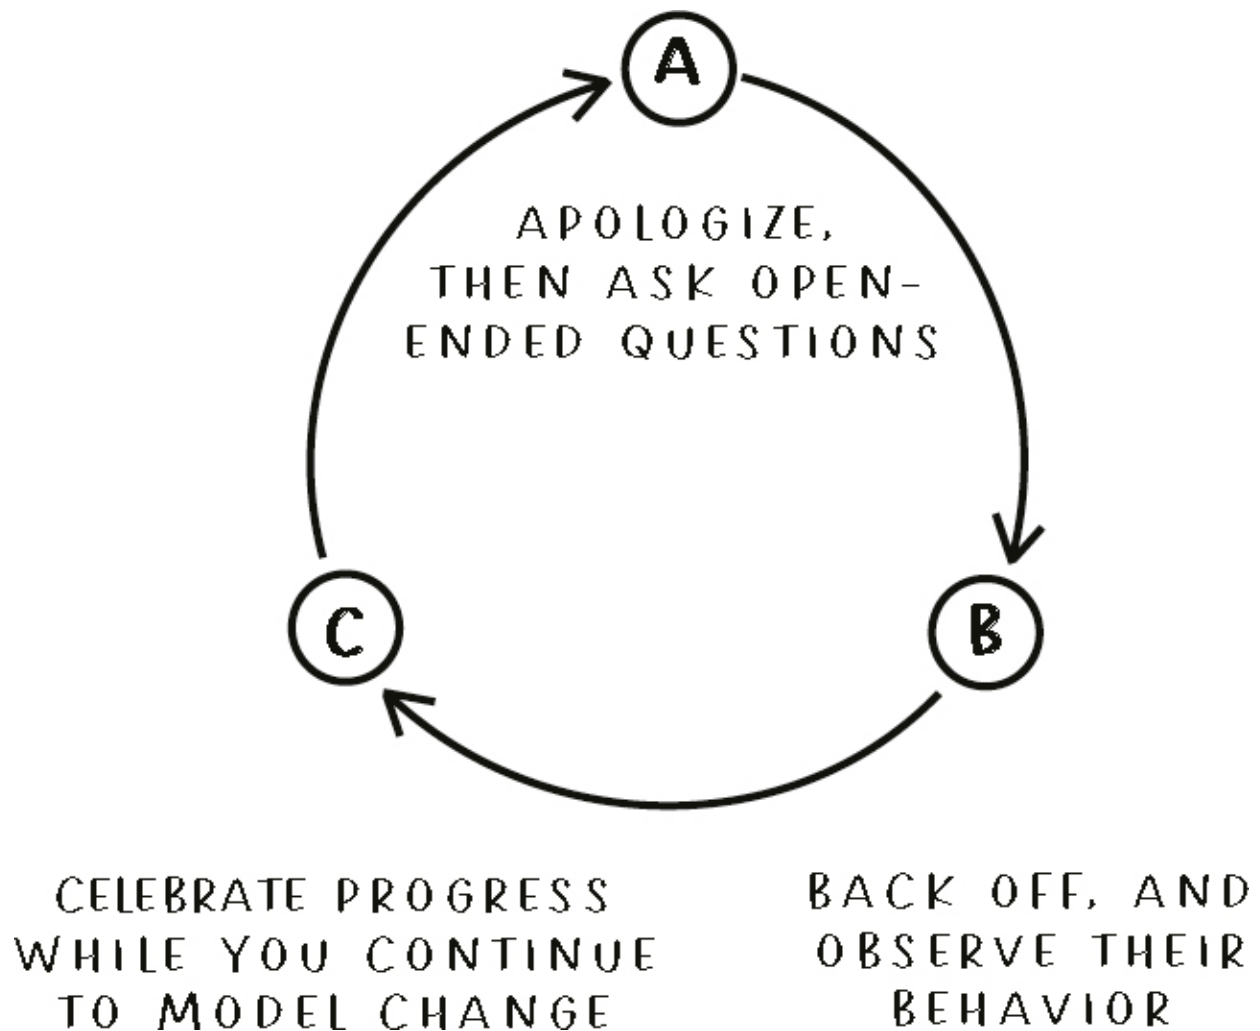 A
APOLOGIZE,
THEN ASK OPEN-
ENDED QUESTIONS
C
B
CELEBRATE PROGRESS
WHILE YOU CONTINUE
TO MODEL CHANGE
BACK OFF, AND
OBSERVE THEIR
BEHAVIOR